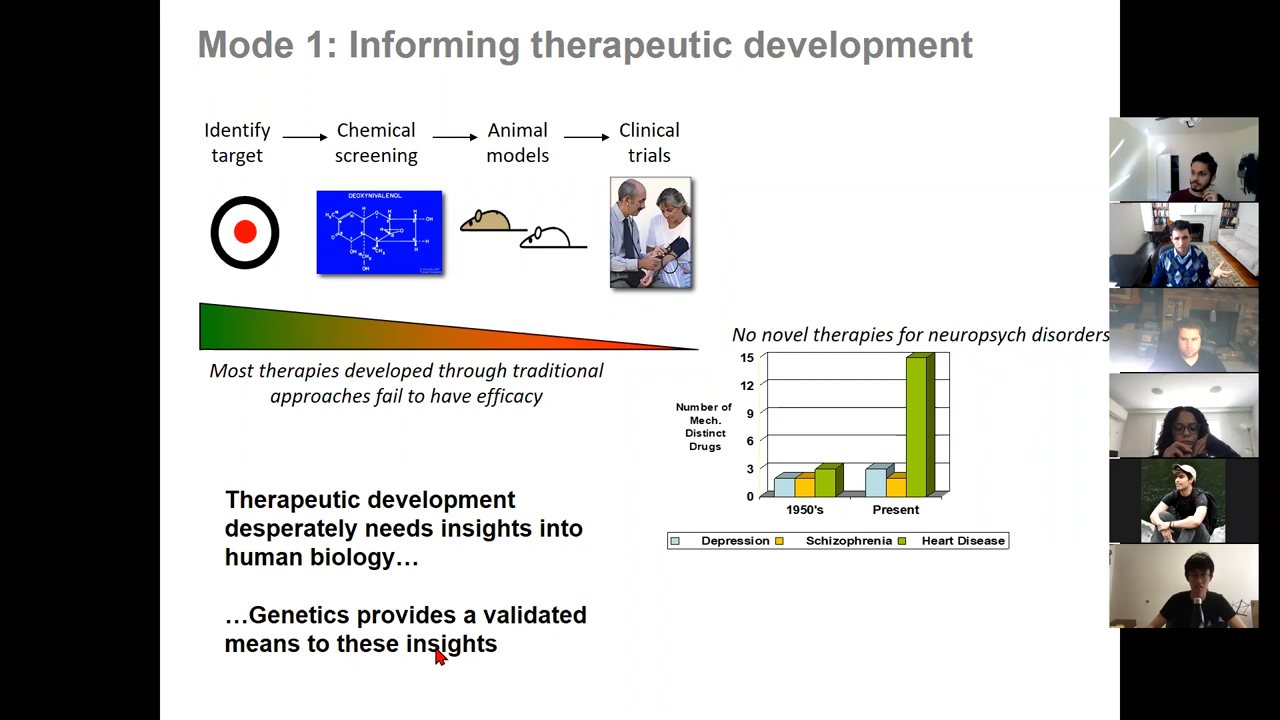 Mode 1: Informing therapeutic development
Identify
target
Chemical
screening
Animal
models
Clinical
trials
DEOXYNIVALENOL
Most therapies developed through traditional
approaches fail to have efficacy
No novel therapies for neuropsych disorders
Number of
Mech.
Distinct
Drugs
15
12
9
6
3
0
1950's
Present
Depression
Schizophrenia
Heart Disease
Therapeutic development
desperately needs insights into
human biology…
…Genetics provides a validated
means to these insights